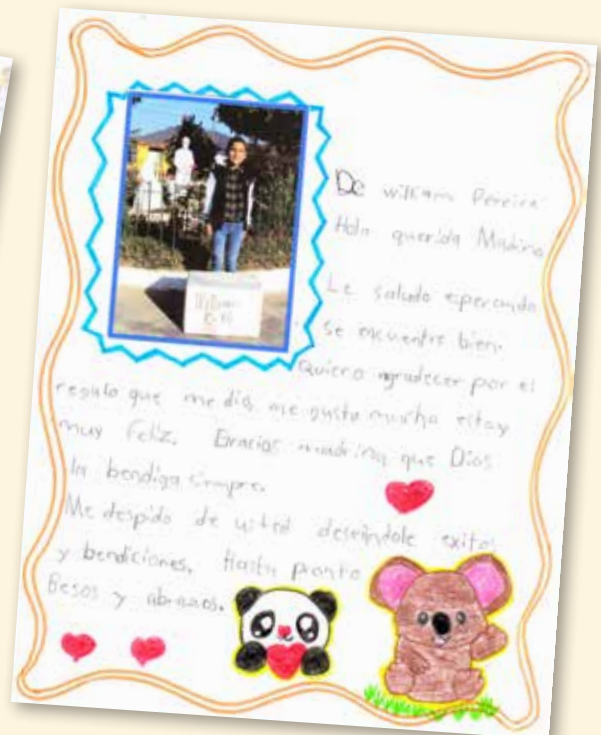 De William Pereira
Hola querida Madrina
Le saludo esperando
se encuentre bien.
Quiero agradecer por el
regalo que me dio, me gusto mucho estoy
muy feliz. Gracias madrina que Dios
la bendiga siempre.
Me despido de usted deseándole exitos
y bendiciones. Hasta pronto
Besos y abrazos.